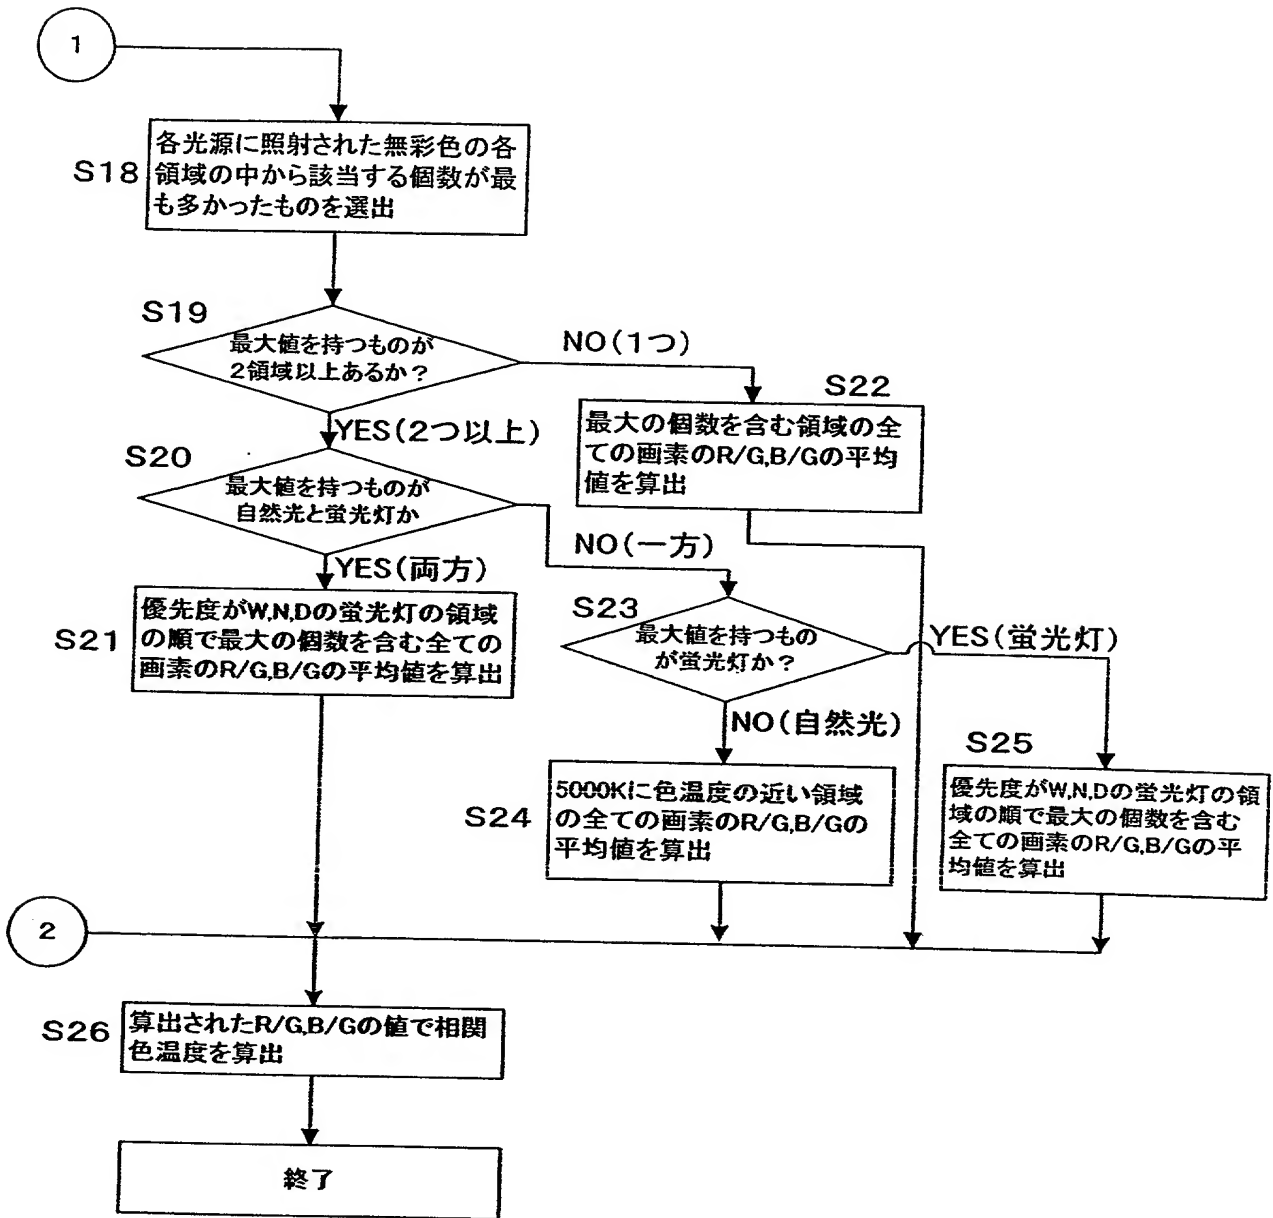 1
S18
各光源に照射された無彩色の各
領域の中から該当する個数が最
も多かったものを選出
S19
最大値を持つものが
2領域以上あるか?
NO(1つ)
YES(2つ以上)
S22
最大の個数を含む領域の全
ての画素のR/G,B/Gの平均
値を算出
S20
最大値を持つものが
自然光と蛍光灯か
NO(一方)
YES(両方)
S21
優先度がW,N,Dの蛍光灯の領域
の順で最大の個数を含む全ての
画素のR/G,B/Gの平均値を算出
S23
最大値を持つもの
が蛍光灯か?
YES(蛍光灯)
NO(自然光)
S24
5000Kに色温度の近い領域
の全ての画素のR/G,B/Gの
平均値を算出
S25
優先度がW,N,Dの蛍光灯の領
域の順で最大の個数を含む
全ての画素のR/G,B/Gの平
均値を算出
2
S26
算出されたR/G,B/Gの値で相関
色温度を算出
終了